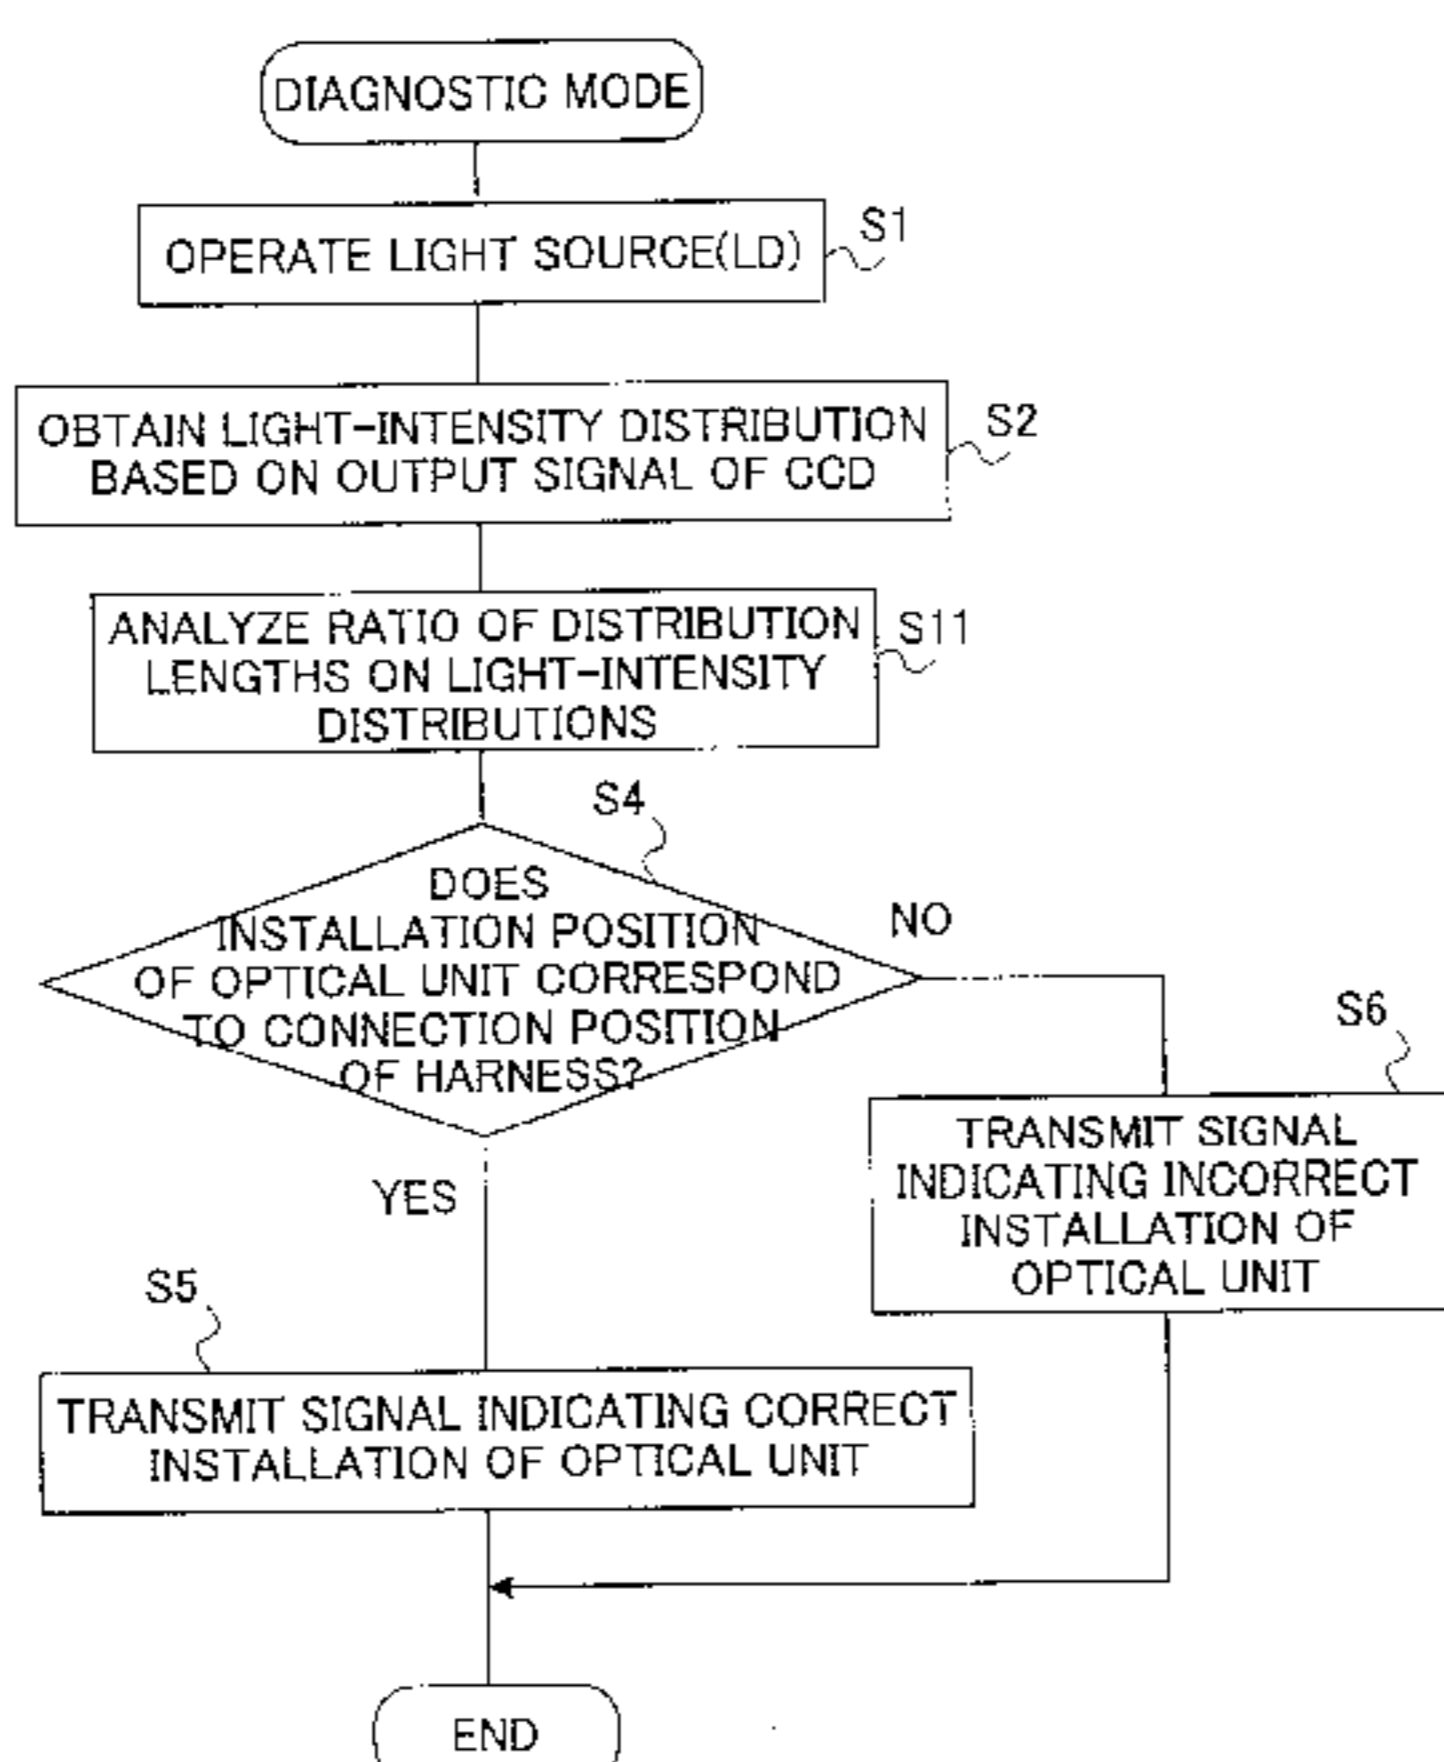 DIAGNOSTIC MODE
OPERATE LIGHT SOURCE(LD)
S1
OBTAIN LIGHT-INTENSITY DISTRIBUTION
BASED ON OUTPUT SIGNAL OF CCD
S2
ANALYZE RATIO OF DISTRIBUTION
LENGTHS ON LIGHT-INTENSITY
DISTRIBUTIONS
S11
S4
DOES
INSTALLATION POSITION
OF OPTICAL UNIT CORRESPOND
TO CONNECTION POSITION
OF HARNESS?
NO
S6
TRANSMIT SIGNAL
INDICATING INCORRECT
INSTALLATION OF
OPTICAL UNIT
YES
S5
TRANSMIT SIGNAL INDICATING CORRECT
INSTALLATION OF OPTICAL UNIT
END